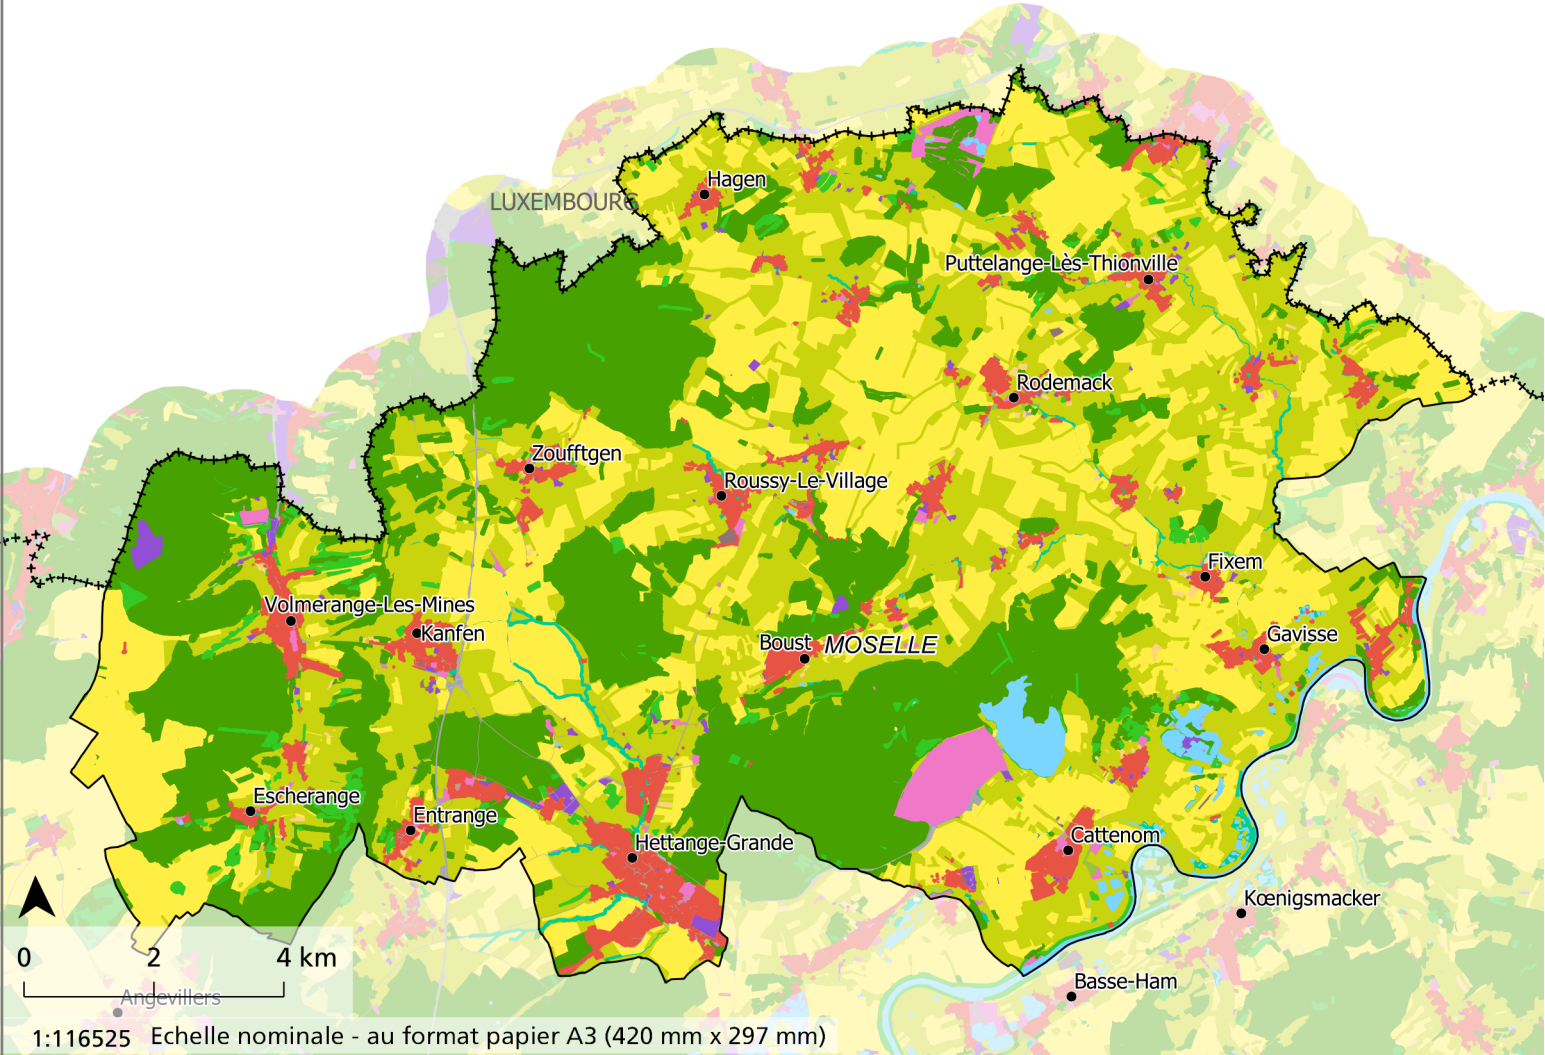 Hagen
LUXEMBOURG
Puttelange-Lès-Thionville
Rodemack
Zoufftgen
Roussy-Le-Village
Fixem
Volmerange-Les-Mines
Kanfen
Boust
MOSELLE
Gavisse
Escherange
Entrange
Hettange-Grande
Cattenom
Kœnigsmacker
0 2 4 km
Basse-Ham
Angevillers
1:116525 Echelle nominale - au format papier A3 (420 mm x 297 mm)